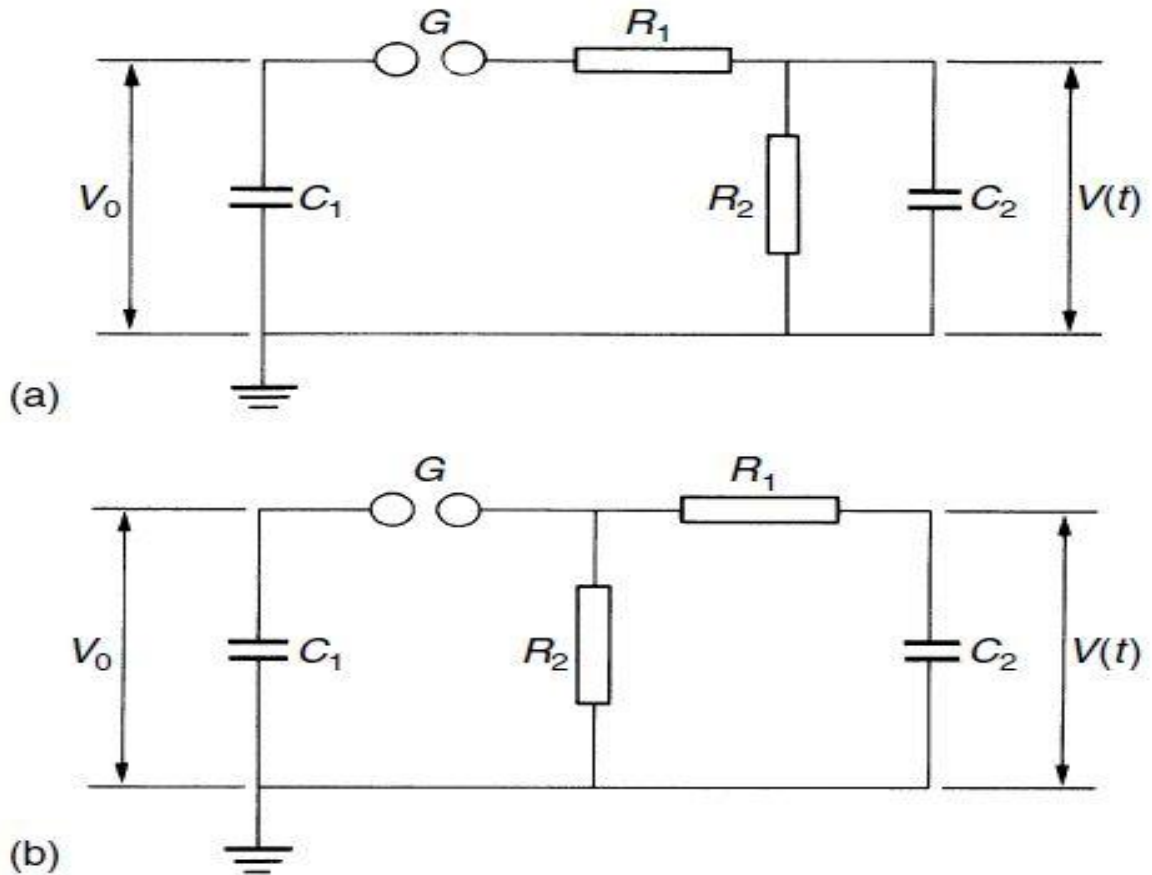 G R₁
V₀ C₁ R₂ C₂ V(t)
(a)
G R₁
V₀ C₁ R₂ C₂ V(t)
(b)